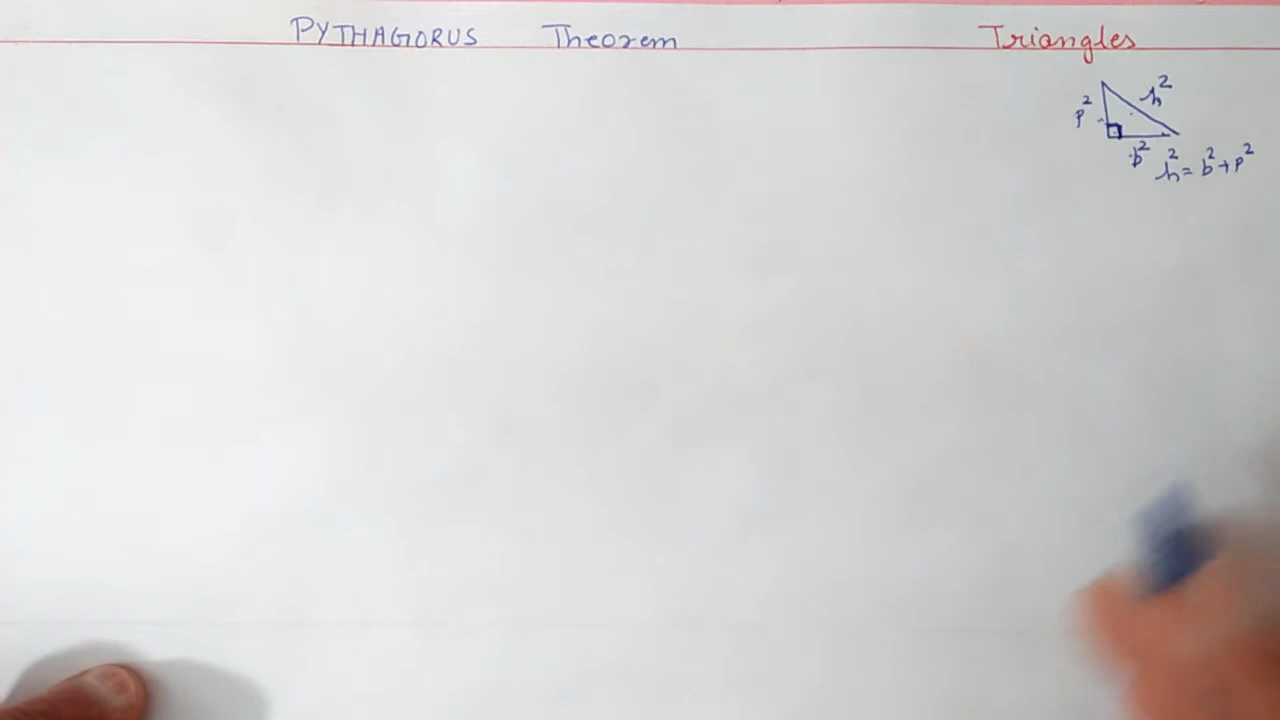 PYTHAGORUS Theorem Triangles
p² h²
b² h² = b² + p²